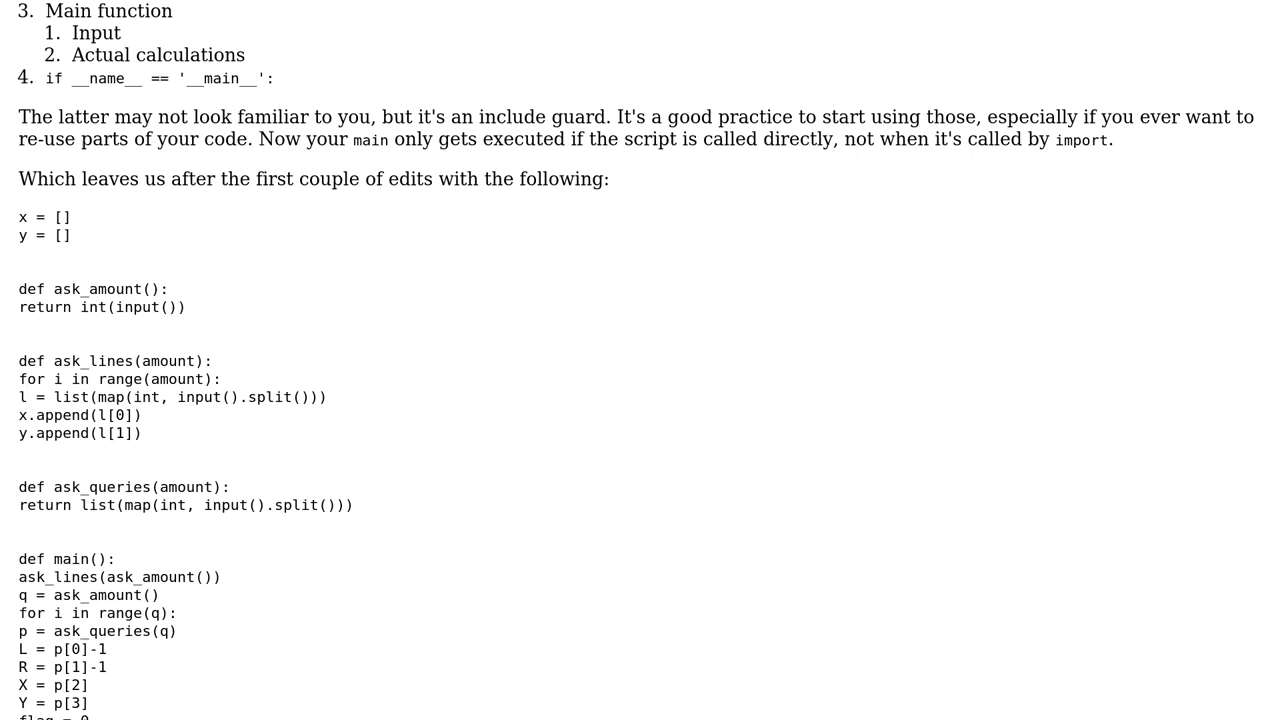 3. Main function
1. Input
2. Actual calculations
4. if __name__ == '__main__':
The latter may not look familiar to you, but it's an include guard. It's a good practice to start using those, especially if you ever want to
re-use parts of your code. Now your main only gets executed if the script is called directly, not when it's called by import.
Which leaves us after the first couple of edits with the following:
x = []
y = []
def ask_amount():
return int(input())
def ask_lines(amount):
for i in range(amount):
l = list(map(int, input().split()))
x.append(l[0])
y.append(l[1])
def ask_queries(amount):
return list(map(int, input().split()))
def main():
ask_lines(ask_amount())
q = ask_amount()
for i in range(q):
p = ask_queries(q)
L = p[0]-1
R = p[1]-1
X = p[2]
Y = p[3]
flag = 0